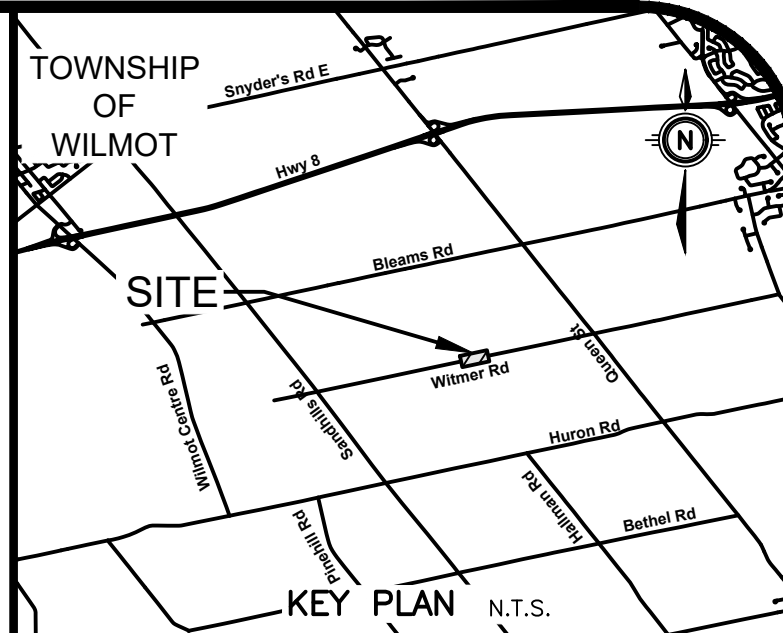 TOWNSHIP
OF
WILMOT
Snyder's Rd E
N
Hwy 8
Bleams Rd
SITE
Queen St
Witmer Rd
Wilmot Centre Rd
Sandhills Rd
Huron Rd
Hallman Rd
Pinehill Rd
Bethel Rd
KEY PLAN N.T.S.